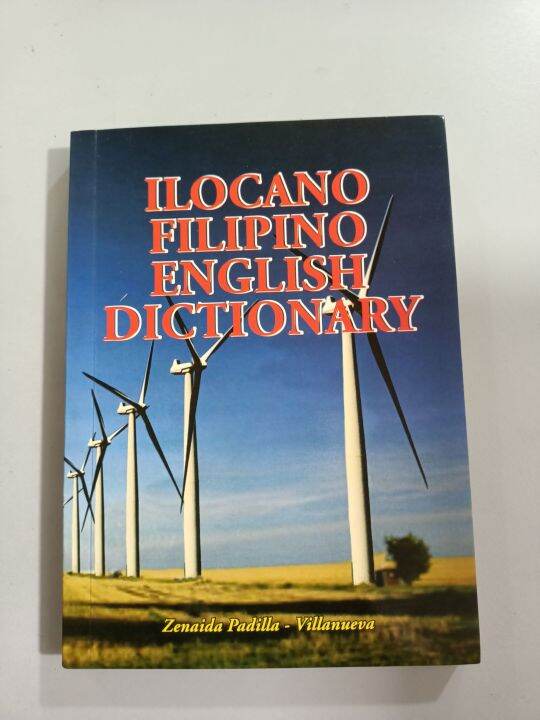 ILOCANO
FILIPINO
ENGLISH
DICTIONARY
Zenaida Padilla - Villanueva